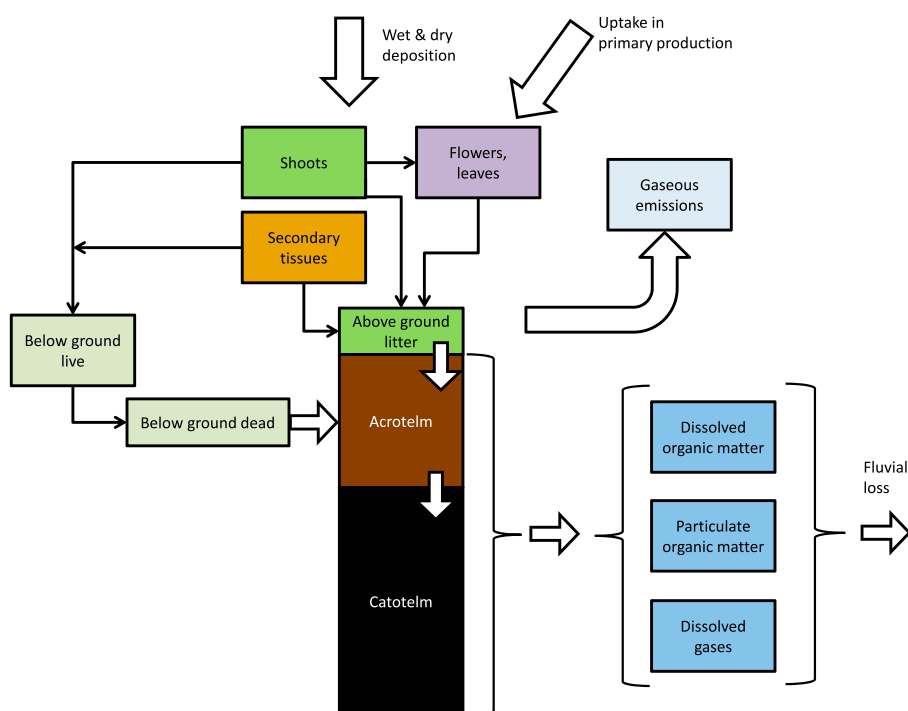 Wet & dry
deposition
Uptake in
primary production
Shoots
Flowers,
leaves
Gaseous
emissions
Secondary
tissues
Above ground
litter
Below ground
live
Below ground dead
Acrotelm
Catotelm
Dissolved
organic matter
Particulate
organic matter
Dissolved
gases
Fluvial
loss